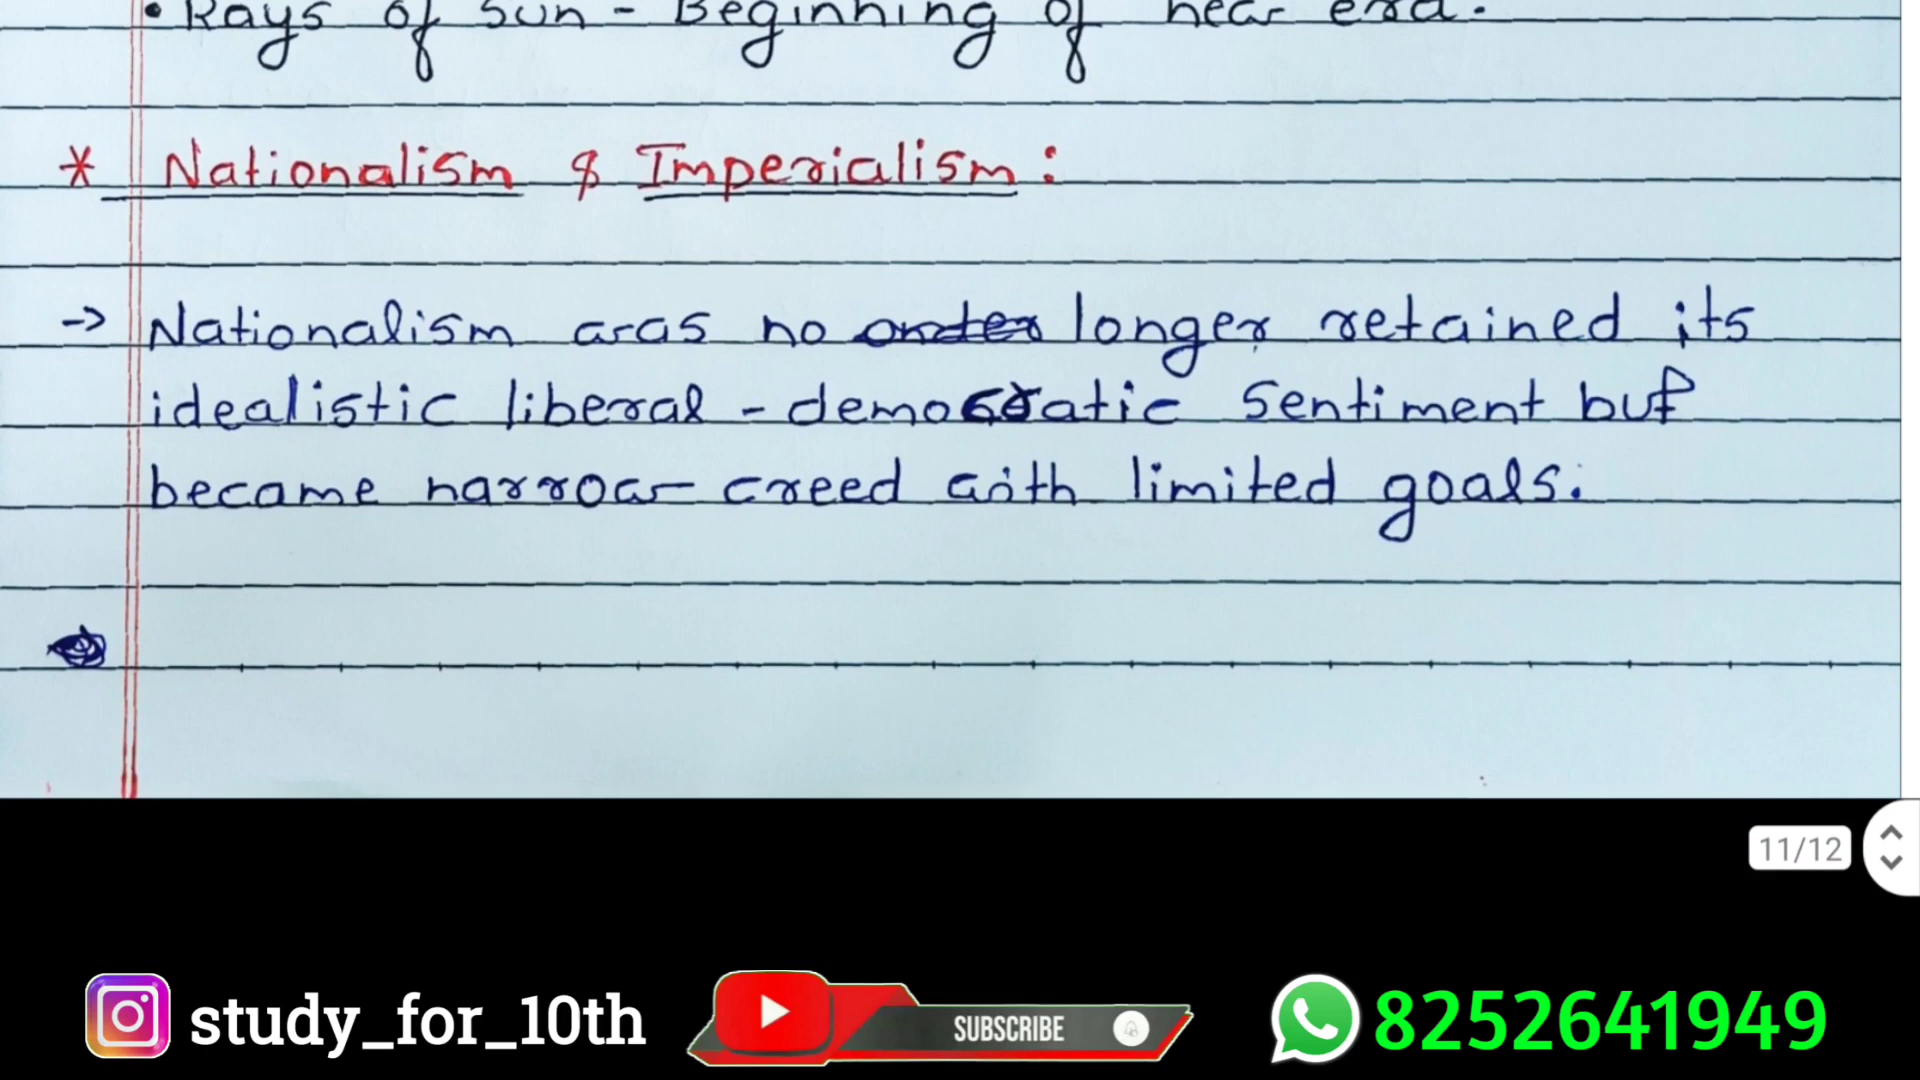 • Rays of Sun - Beginning of new era.
* Nationalism & Imperialism :
-> Nationalism was no longer retained its
idealistic liberal - democratic sentiment but
became narrow creed with limited goals.
11/12
study_for_10th
SUBSCRIBE
8252641949